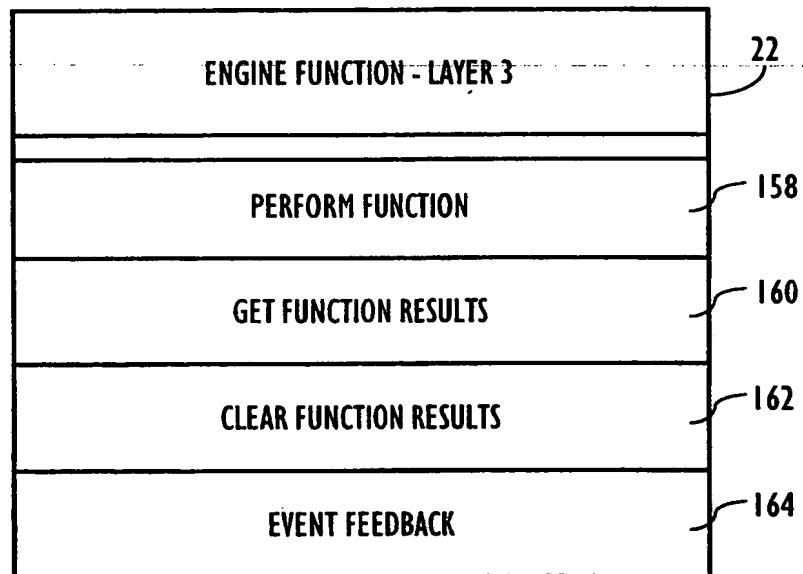 ENGINE FUNCTION - LAYER 3
22
PERFORM FUNCTION
158
GET FUNCTION RESULTS
160
CLEAR FUNCTION RESULTS
162
EVENT FEEDBACK
164